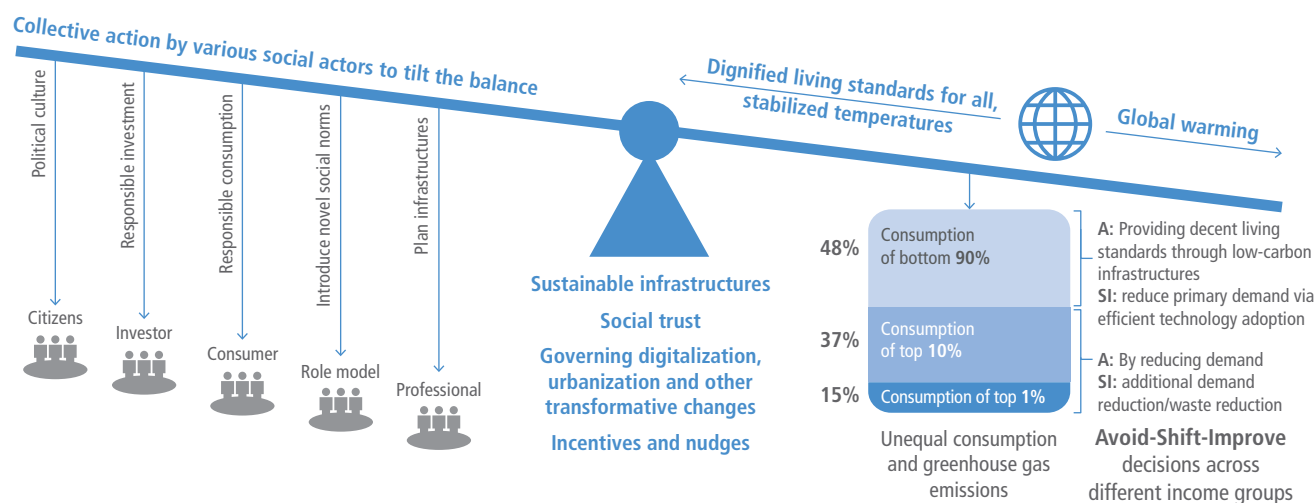 Collective action by various social actors to tilt the balance
Political culture
Responsible investment
Responsible consumption
Introduce novel social norms
Plan infrastructures
Citizens
Investor
Consumer
Role model
Professional
Dignified living standards for all,
stabilized temperatures
Global warming
Sustainable infrastructures
Social trust
Governing digitalization,
urbanization and other
transformative changes
Incentives and nudges
48%
Consumption
of bottom 90%
37%
Consumption
of top 10%
15%
Consumption of top 1%
Unequal consumption
and greenhouse gas
emissions
A: Providing decent living
standards through low-carbon
infrastructures
SI: reduce primary demand via
efficient technology adoption
A: By reducing demand
SI: additional demand
reduction/waste reduction
Avoid-Shift-Improve
decisions across
different income groups